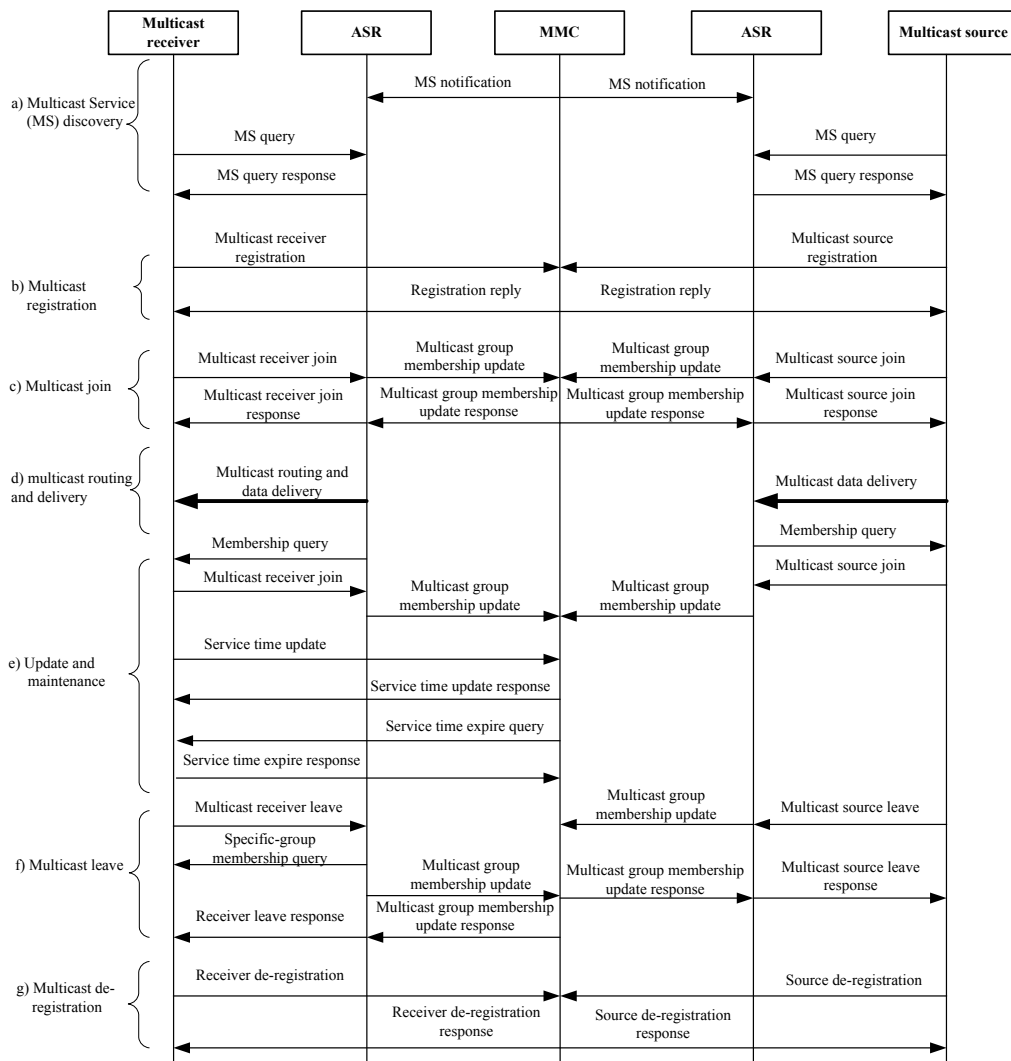 Multicast
receiver
ASR
MMC
ASR
Multicast source
a) Multicast Service
(MS) discovery
MS notification
MS notification
MS query
MS query
MS query response
MS query response
b) Multicast
registration
Multicast receiver
registration
Multicast source
registration
Registration reply
Registration reply
c) Multicast join
Multicast receiver join
Multicast group
membership update
Multicast group
membership update
Multicast source join
Multicast receiver join
response
Multicast group membership
update response
Multicast group membership
update response
Multicast source join
response
d) multicast routing
and delivery
Multicast routing and
data delivery
Multicast data delivery
Membership query
Membership query
e) Update and
maintenance
Multicast receiver join
Multicast source join
Multicast group
membership update
Multicast group
membership update
Service time update
Service time update response
Service time expire query
Service time expire response
f) Multicast leave
Multicast receiver leave
Multicast group
membership update
Multicast source leave
Specific-group
membership query
Multicast group
membership update
Multicast group membership
update response
Multicast source leave
response
Receiver leave response
Multicast group membership
update response
g) Multicast de-
registration
Receiver de-registration
Source de-registration
Receiver de-registration
response
Source de-registration
response